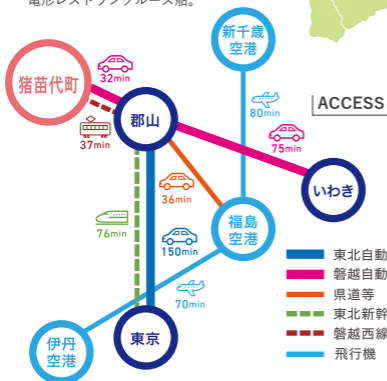 亀形レストランクルーズ船。
新千歳
空港
猪苗代町
32min
郡山
80min
ACCESS
37min
75min
いわき
36min
福島
空港
76min
150min
東北自動
磐越自動
県道等
70min
東北新幹
磐越西線
飛行機
伊丹
空港
東京